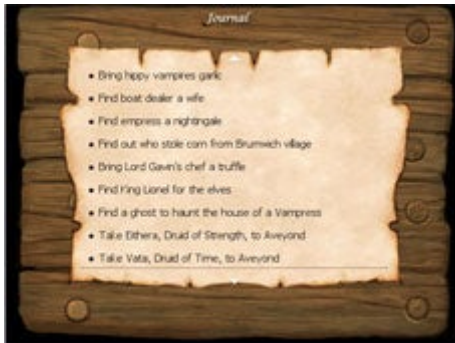 Journal
• Bring hippy vampires garlic
• Find boat dealer a wife
• Find empress a nightingale
• Find out who stole corn from Brumwich village
• Bring Lord Gavin's chef a truffle
• Find King Lionel for the elves
• Find a ghost to haunt the house of a Vampress
• Take Eithera, Druid of Strength, to Aveyond
• Take Vata, Druid of Time, to Aveyond